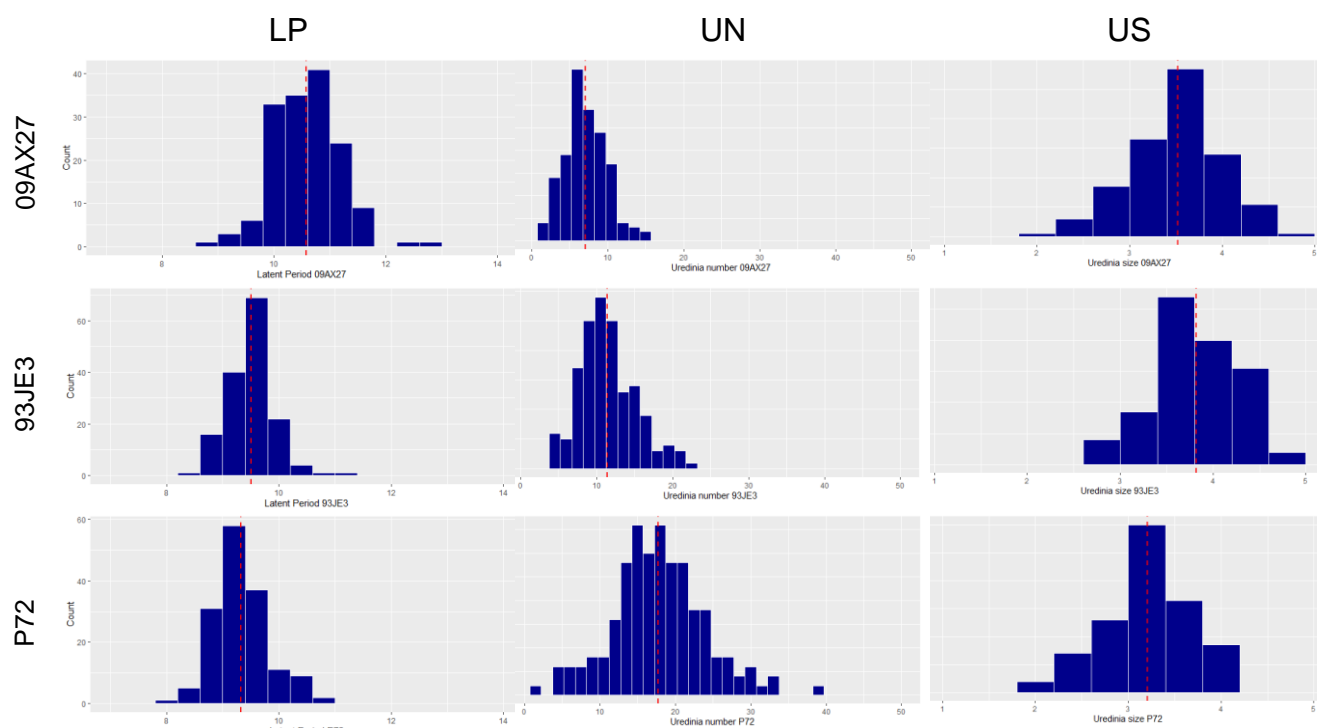 LP UN US
09AX27
Count
40
30
20
10
0
8 10 12 14
Latent Period 09AX27
0 10 20 30 40 50
Uredinia number 09AX27
1 2 3 4 5
Uredinia size 09AX27
93JE3
Count
60
40
20
0
8 10 12 14
Latent Period 93JE3
0 10 20 30 40 50
Uredinia number 93JE3
1 2 3 4 5
Uredinia size 93JE3
P72
Count
60
40
20
0
8 10 12 14
0 10 20 30 40 50
Uredinia number P72
1 2 3 4 5
Uredinia size P72